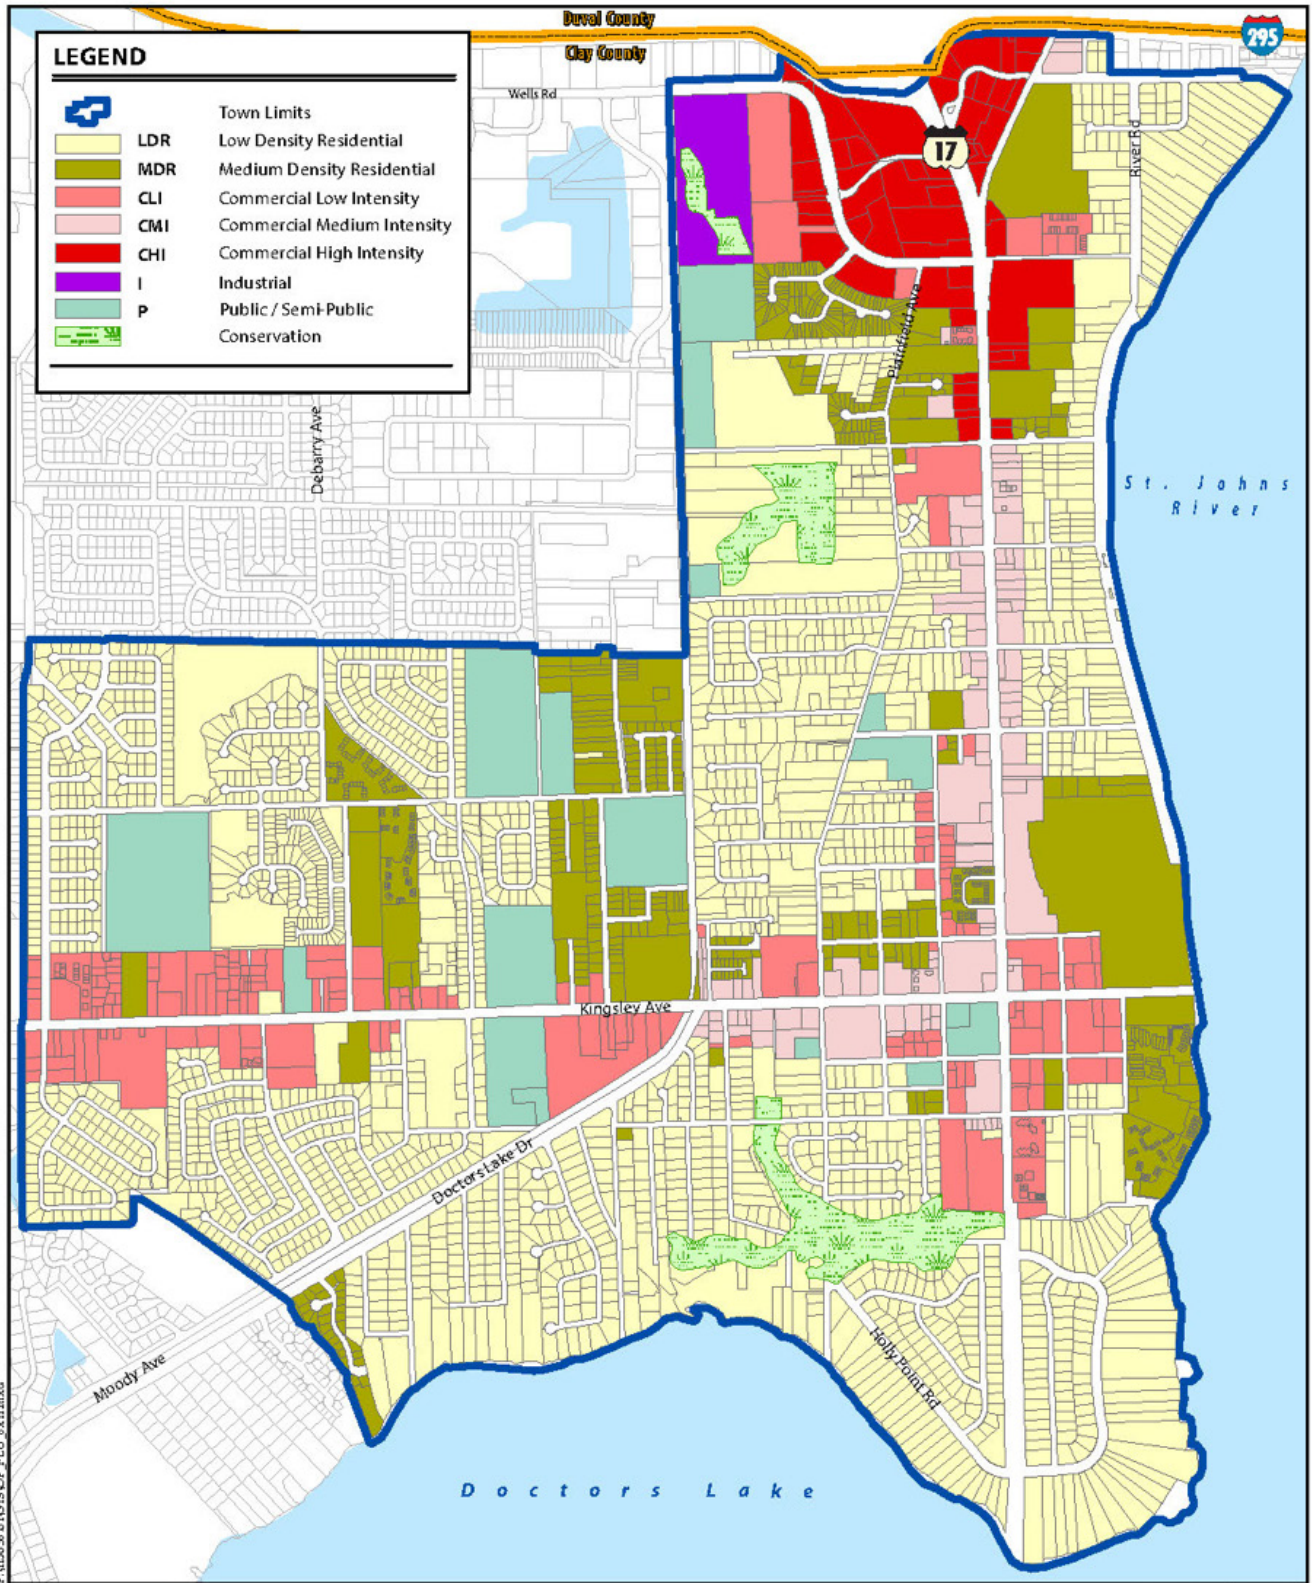 Duval County
Clay County
295
LEGEND
Town Limits
LDR Low Density Residential
MDR Medium Density Residential
CLI Commercial Low Intensity
CMI Commercial Medium Intensity
CHI Commercial High Intensity
I Industrial
P Public / Semi-Public
Conservation
Wells Rd
17
River Rd
Plainfield Ave
Debarry Ave
St. Johns
River
Kingsley Ave
Doctors Lake Dr
Moody Ave
Holly Point Rd
Doctors Lake